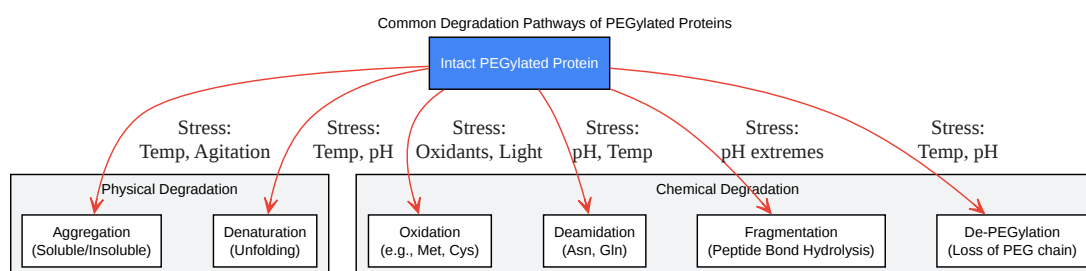 Common Degradation Pathways of PEGylated Proteins
Intact PEGylated Protein
Stress:
Temp, Agitation
Stress:
Temp, pH
Stress:
Oxidants, Light
Stress:
pH, Temp
Stress:
pH extremes
Stress:
Temp, pH
Physical Degradation
Chemical Degradation
Aggregation
(Soluble/Insoluble)
Denaturation
(Unfolding)
Oxidation
(e.g., Met, Cys)
Deamidation
(Asn, Gln)
Fragmentation
(Peptide Bond Hydrolysis)
De-PEGylation
(Loss of PEG chain)